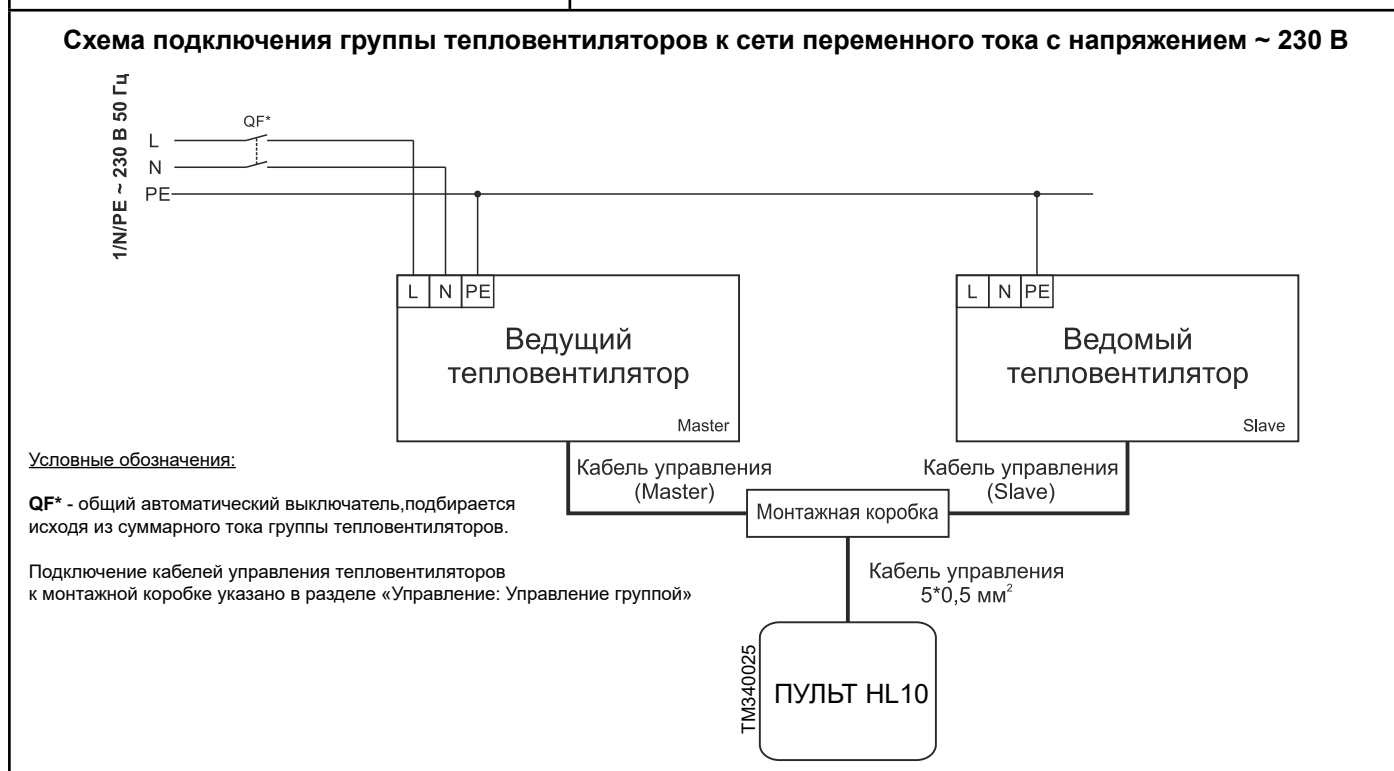 Схема подключения группы тепловентиляторов к сети переменного тока с напряжением ~ 230 В
1/N/PE ~ 230 В 50 Гц
QF*
L
N
PE
L N PE
Ведущий
тепловентилятор
Master
L N PE
Ведомый
тепловентилятор
Slave
Условные обозначения:
QF* - общий автоматический выключатель,подбирается
исходя из суммарного тока группы тепловентиляторов.
Подключение кабелей управления тепловентиляторов
к монтажной коробке указано в разделе «Управление: Управление группой»
Кабель управления
(Master)
Кабель управления
(Slave)
Монтажная коробка
Кабель управления
5*0,5 мм²
TM340025
ПУЛЬТ HL10